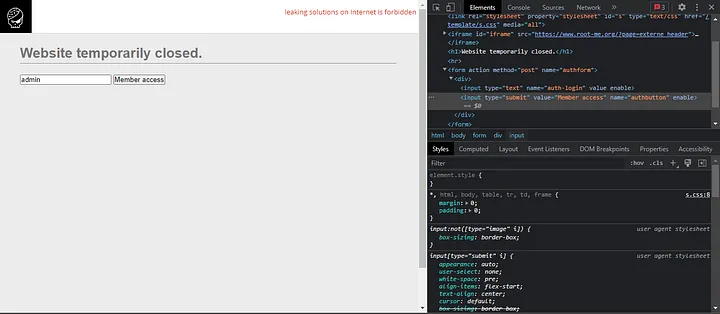 leaking solutions on Internet is forbidden
Website temporarily closed.
admin
Member access
Elements
Console
Sources
Network
3
<link rel="stylesheet" property="stylesheet" id="s" type="text/css" href="/
template/s.css" media="all">
<iframe id="iframe" src="https://www.root-me.org/?page=externe_header">…
</iframe>
<h1>Website temporarily closed.</h1>
<hr>
<form action method="post" name="authform">
<div>
<input type="text" name="auth-login" value enable>
<input type="submit" value="Member access" name="authbutton" enable>
== $0
</div>
</form>
html body form div input
Styles Computed Layout Event Listeners DOM Breakpoints Properties Accessibility
Filter :hov .cls
element.style {
}
*, html, body, table, tr, td, frame { s.css:8
margin: 0;
padding: 0;
}
input:not([type="image" i]) { user agent stylesheet
box-sizing: border-box;
}
input[type="submit" i] { user agent stylesheet
appearance: auto;
user-select: none;
white-space: pre;
align-items: flex-start;
text-align: center;
cursor: default;
box-sizing: border-box;